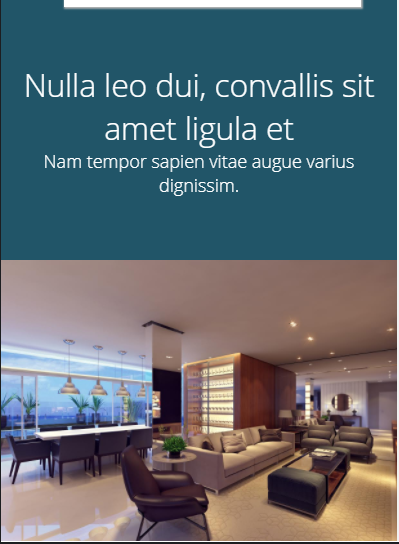 Nulla leo dui, convallis sit
amet ligula et
Nam tempor sapien vitae augue varius
dignissim.